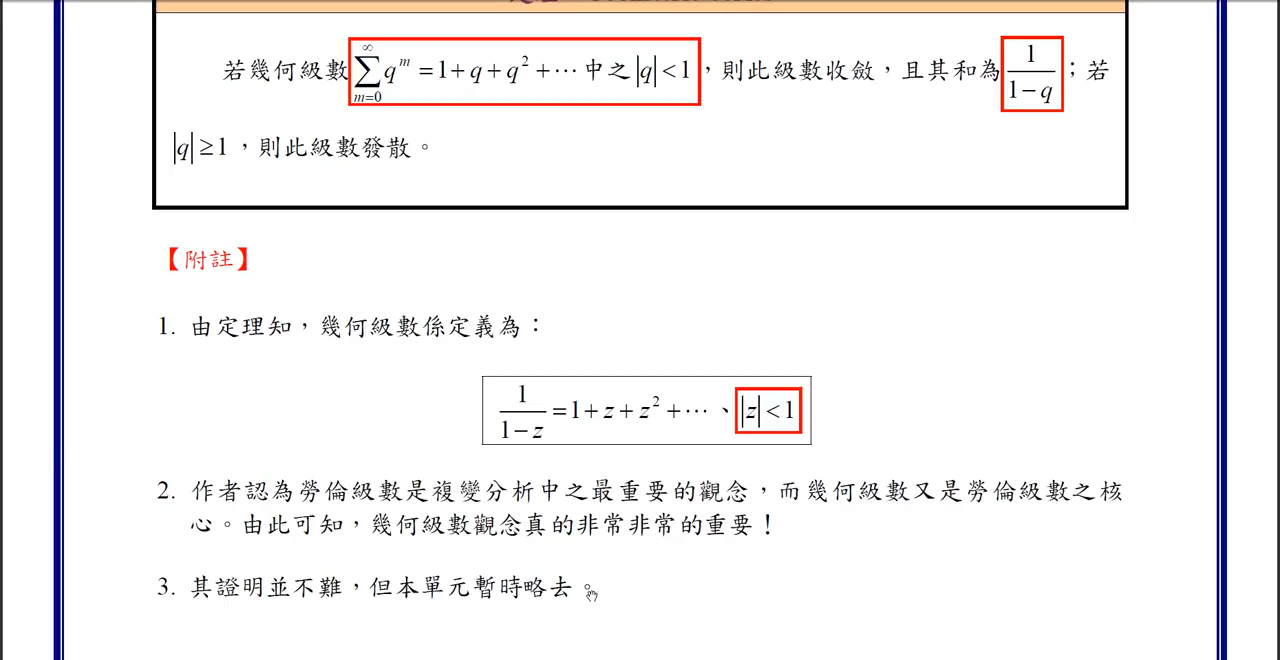 若幾何級數 ∑_{m=0}^{∞} q^m = 1 + q + q^2 + ⋯ 中之 |q| < 1，則此級數收斂，且其和為 1/(1−q)；若
|q| ≥ 1，則此級數發散。
【附註】
1. 由定理知，幾何級數係定義為：
1/(1−z) = 1 + z + z^2 + ⋯、|z| < 1
2. 作者認為勞倫級數是複變分析中之最重要的觀念，而幾何級數又是勞倫級數之核
心。由此可知，幾何級數觀念真的非常非常的重要！
3. 其證明並不難，但本單元暫時略去。